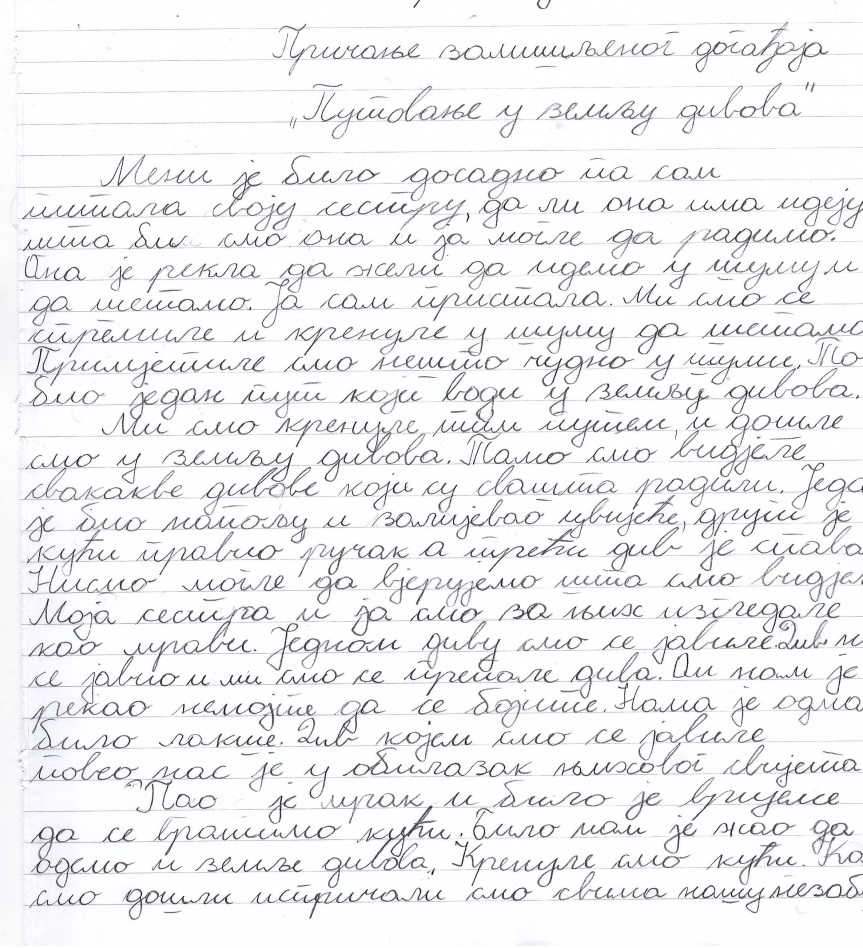 Причање замишљеног догађаја
„Путовање у земљу дивова"
Мени је било досадно па сам
питала своју сестру, да ли она има идеју
шта би смо она и ја могле да радимо.
Она је рекла да жели да идемо у шуму и
да шетамо. Ја сам пристала. Ми смо се
спремиле и кренуле у шуму да шетамо
Примјетиле смо нешто чудно у шуми. То
био један пут који води у земљу дивова.
Ми смо кренуле тим путем, и дошле
смо у земљу дивова. Тамо смо видјеле
свакакве дивове који су свашта радили. Једа
је био напољу и залијевао цвијеће, други је
кући правио ручак а трећи див је спава
Нисмо могле да вјерујемо шта смо видје
Моја сестра и ја смо за њих изгледале
као мрави. Једном диву смо се јавиле. Див н
се јавио и ми смо се препале дива. Он нам је
рекао немојте да се бојите. Нама је одма
било лакше. Див којем смо се јавиле
повео нас је у обилазак њиховог свијета
Пао је мрак и било је вријеме
да се вратимо кући. Било нам је жао да
одемо и земље дивова. Кренуле смо кући. Ка
смо дошли испричали смо свима нашу незаб